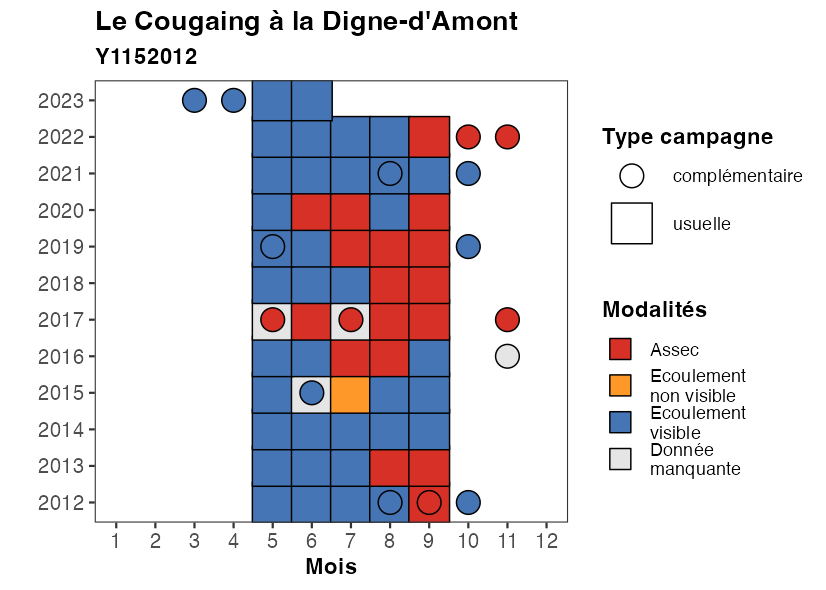 Le Cougaing à la Digne-d'Amont
Y1152012
2023
2022
2021
2020
2019
2018
2017
2016
2015
2014
2013
2012
1 2 3 4 5 6 7 8 9 10 11 12
Mois
Type campagne
complémentaire
usuelle
Modalités
Assec
Ecoulement
non visible
Ecoulement
visible
Donnée
manquante